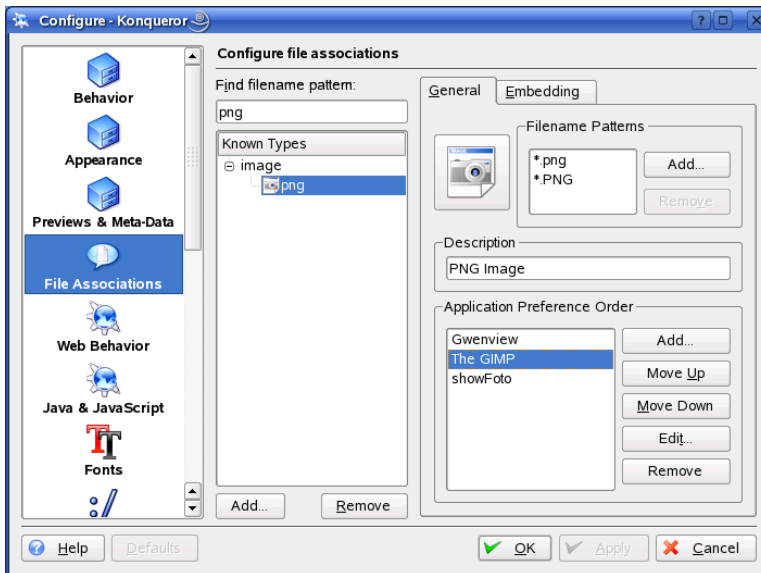 Configure - Konqueror
Behavior
Appearance
Previews & Meta-Data
File Associations
Web Behavior
Java & JavaScript
Fonts
Configure file associations
Find filename pattern:
png
Known Types
image
png
Add...
Remove
General
Embedding
Filename Patterns
*.png
*.PNG
Add...
Remove
Description
PNG Image
Application Preference Order
Gwenview
The GIMP
showFoto
Add...
Move Up
Move Down
Edit...
Remove
Help
Defaults
OK
Apply
Cancel